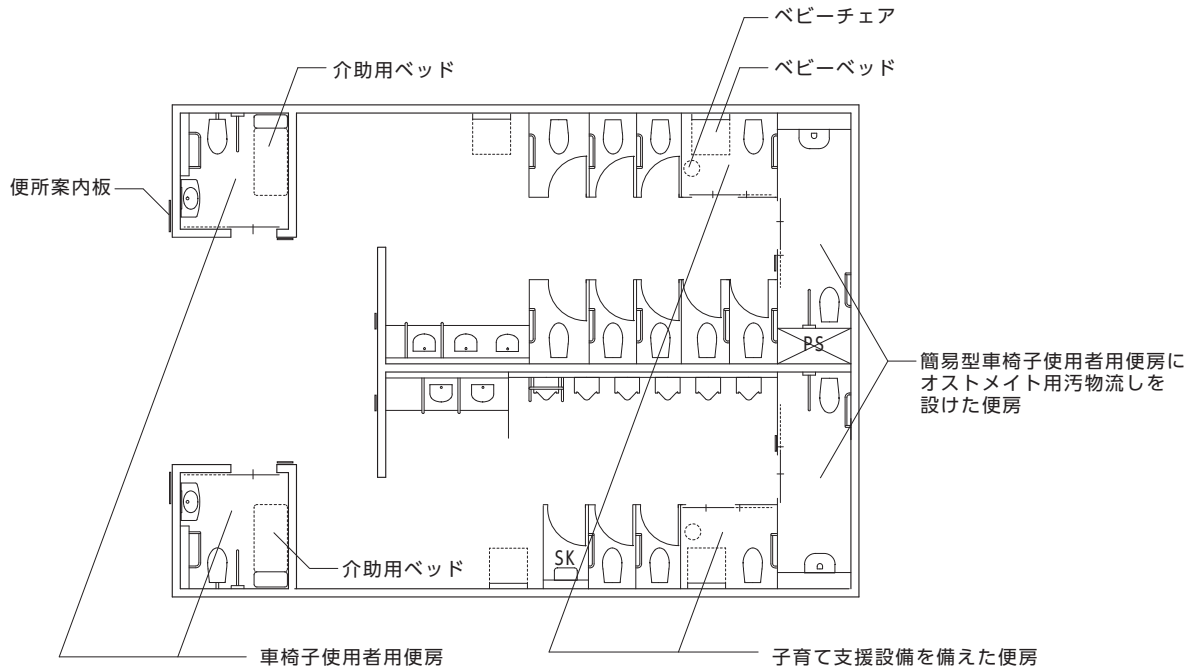 ベビーチェア
ベビーベッド
介助用ベッド
便所案内板
PS
簡易型車椅子使用者用便房に
オストメイト用汚物流しを
設けた便房
SK
介助用ベッド
車椅子使用者用便房
子育て支援設備を備えた便房